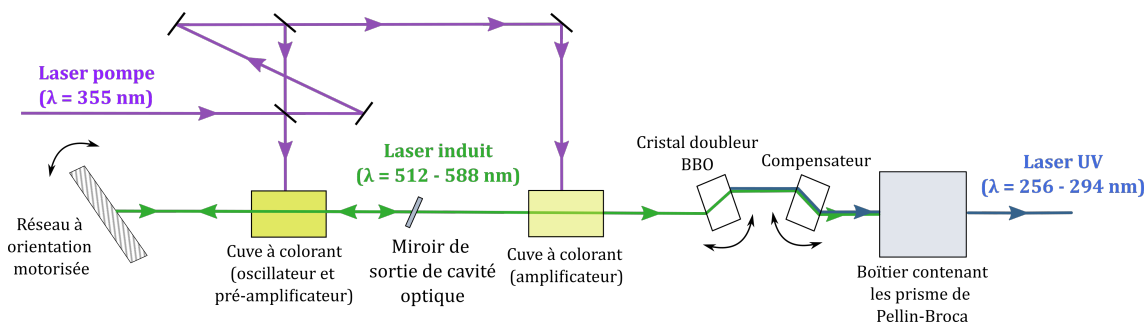 Laser pompe
(λ = 355 nm)
Réseau à
orientation
motorisée
Cuve à colorant
(oscillateur et
pré-amplificateur)
Laser induit
(λ = 512 - 588 nm)
Miroir de
sortie de cavité
optique
Cuve à colorant
(amplificateur)
Cristal doubleur
BBO
Compensateur
Boïtier contenant
les prisme de
Pellin-Broca
Laser UV
(λ = 256 - 294 nm)